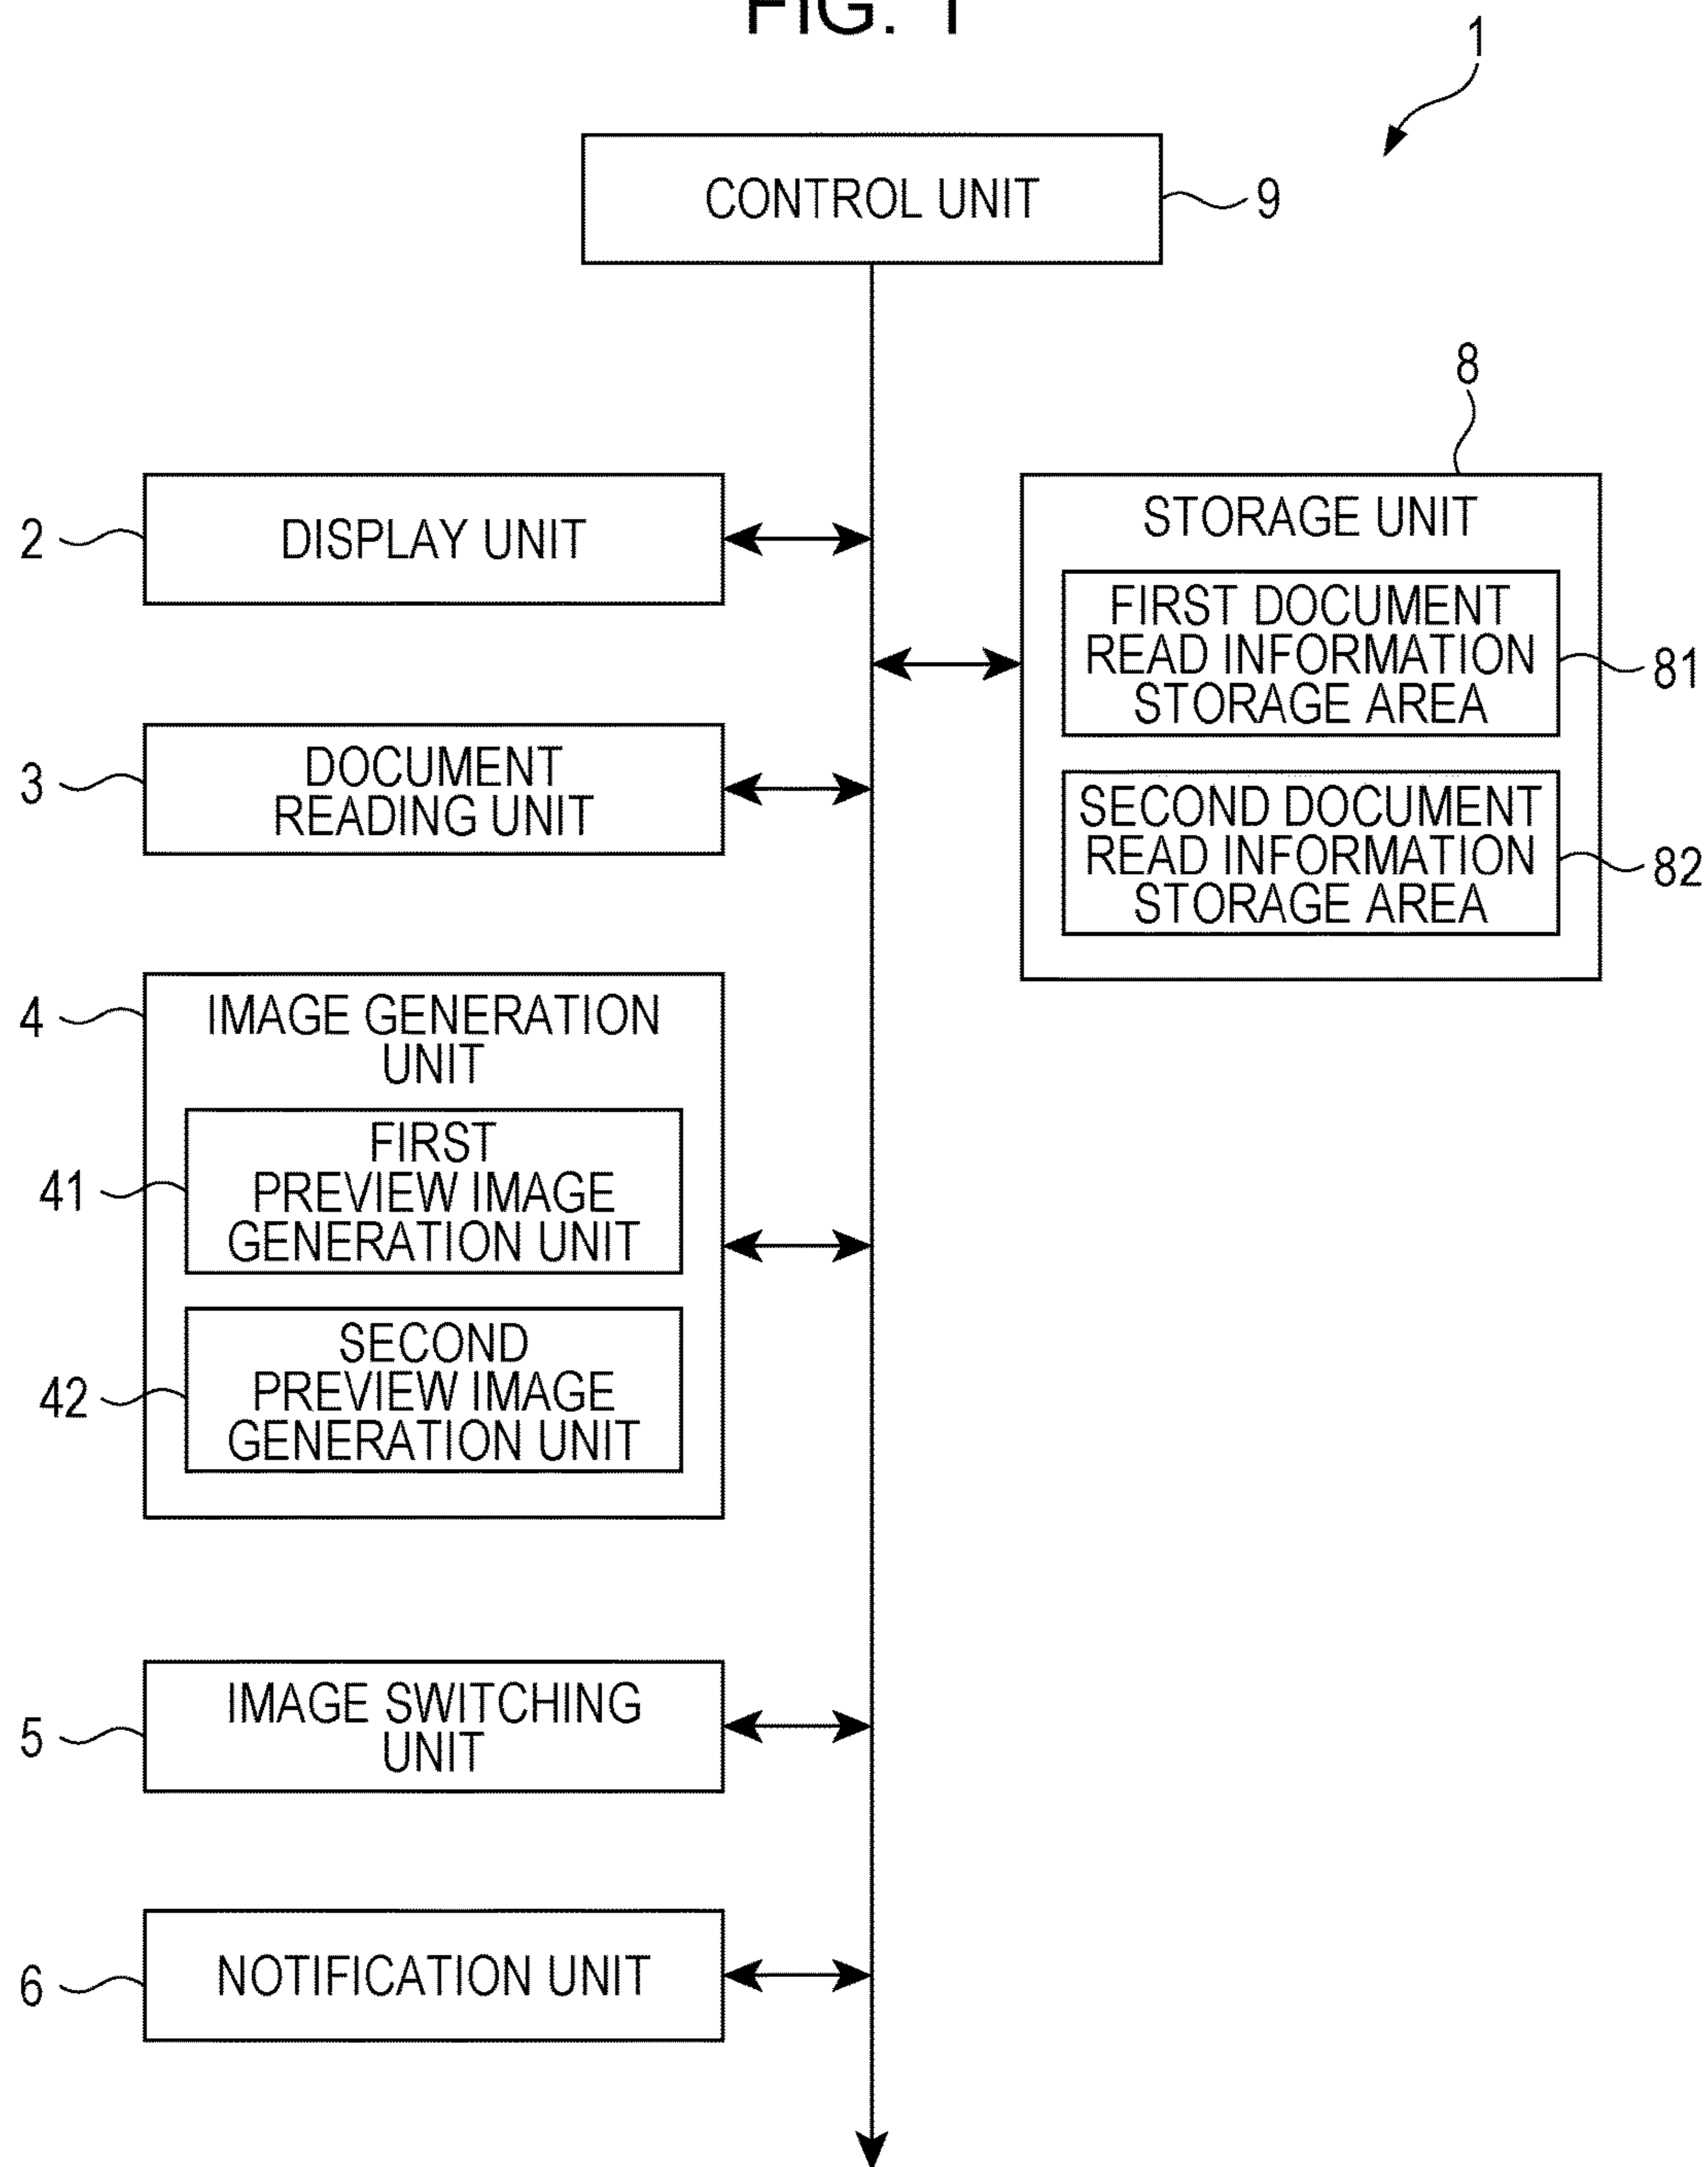 FIG. 1
1
CONTROL UNIT
9
8
2
DISPLAY UNIT
STORAGE UNIT
FIRST DOCUMENT
READ INFORMATION
STORAGE AREA
81
3
DOCUMENT
READING UNIT
SECOND DOCUMENT
READ INFORMATION
STORAGE AREA
82
4
IMAGE GENERATION
UNIT
41
FIRST
PREVIEW IMAGE
GENERATION UNIT
42
SECOND
PREVIEW IMAGE
GENERATION UNIT
5
IMAGE SWITCHING
UNIT
6
NOTIFICATION UNIT